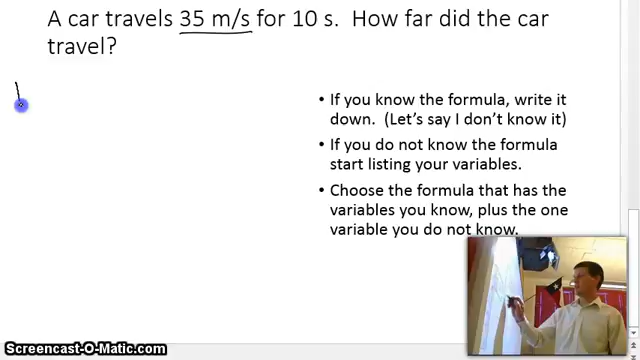 A car travels 35 m/s for 10 s. How far did the car
travel?
• If you know the formula, write it
down. (Let's say I don't know it)
• If you do not know the formula
start listing your variables.
• Choose the formula that has the
variables you know, plus the one
variable you do not know.
Screencast-O-Matic.com